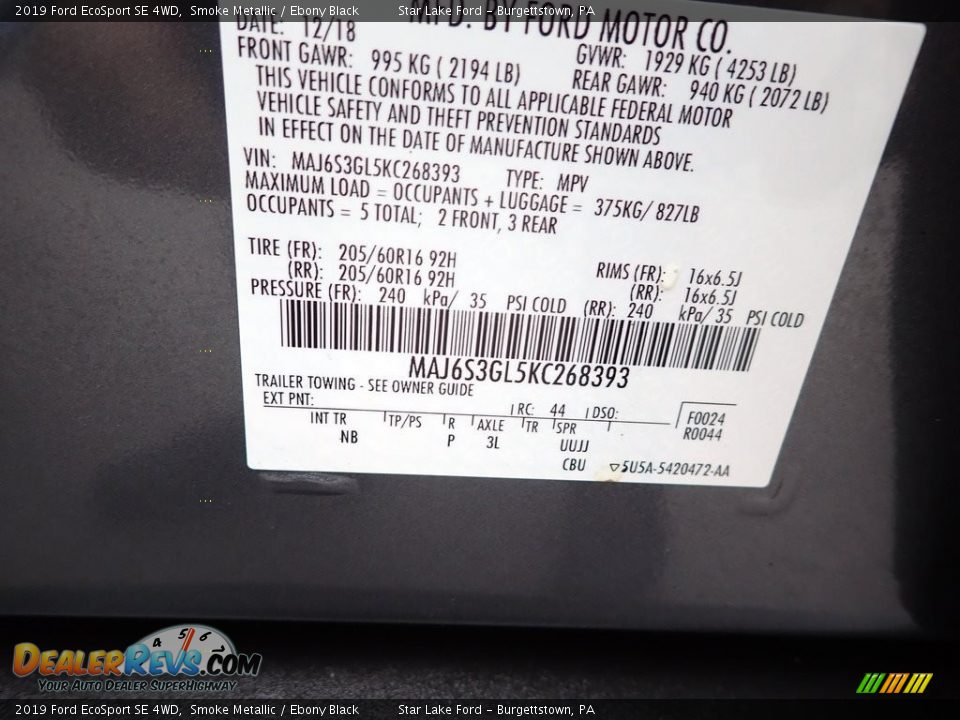 2019 Ford EcoSport SE 4WD, Smoke Metallic / Ebony Black Star Lake Ford - Burgettstown, PA
DATE: 12/18 MFD. BY FORD MOTOR CO.
FRONT GAWR: 995 KG ( 2194 LB) GVWR: 1929 KG ( 4253 LB)
REAR GAWR: 940 KG ( 2072 LB)
THIS VEHICLE CONFORMS TO ALL APPLICABLE FEDERAL MOTOR
VEHICLE SAFETY AND THEFT PREVENTION STANDARDS
IN EFFECT ON THE DATE OF MANUFACTURE SHOWN ABOVE.
VIN: MAJ6S3GL5KC268393 TYPE: MPV
MAXIMUM LOAD = OCCUPANTS + LUGGAGE = 375KG/ 827LB
OCCUPANTS = 5 TOTAL; 2 FRONT, 3 REAR
TIRE (FR): 205/60R16 92H RIMS (FR): 16x6.5J
(RR): 205/60R16 92H (RR): 16x6.5J
PRESSURE (FR): 240 kPa/ 35 PSI COLD (RR): 240 kPa/ 35 PSI COLD
MAJ6S3GL5KC268393
TRAILER TOWING - SEE OWNER GUIDE
EXT PNT: RC: 44 DSO: F0024
INT TR TP/PS R AXLE TR SPR R0044
NB P 3L UUJJ
CBU 5U5A-5420472-AA
4 5 6
DEALERREVS.COM
YOUR AUTO DEALER SUPERHIGHWAY
2019 Ford EcoSport SE 4WD, Smoke Metallic / Ebony Black Star Lake Ford - Burgettstown, PA